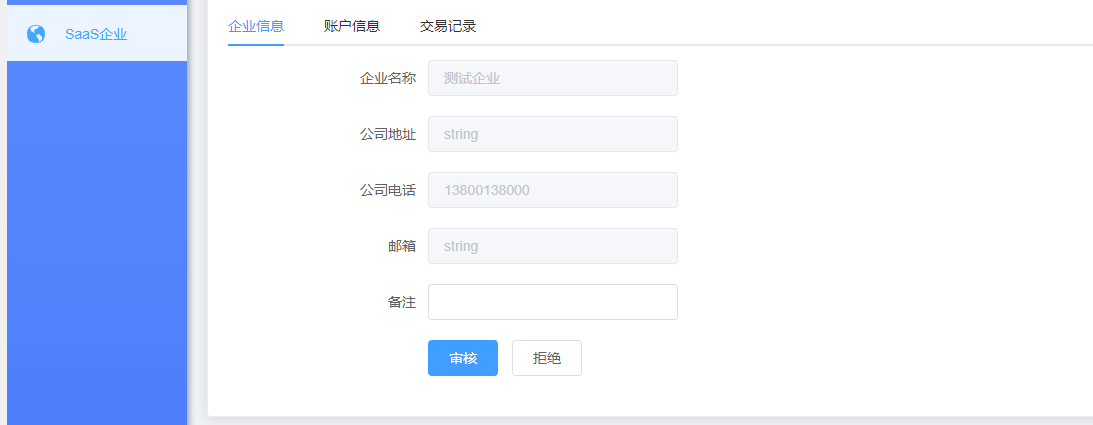 SaaS企业
企业信息 账户信息 交易记录
企业名称 测试企业
公司地址 string
公司电话 13800138000
邮箱 string
备注
审核 拒绝